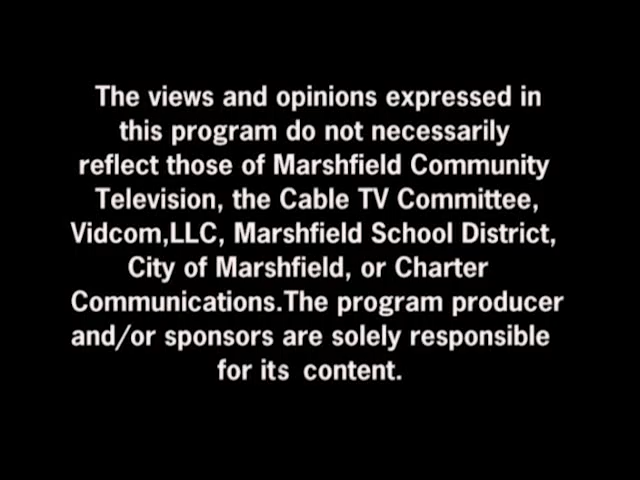 The views and opinions expressed in
this program do not necessarily
reflect those of Marshfield Community
Television, the Cable TV Committee,
Vidcom,LLC, Marshfield School District,
City of Marshfield, or Charter
Communications.The program producer
and/or sponsors are solely responsible
for its content.